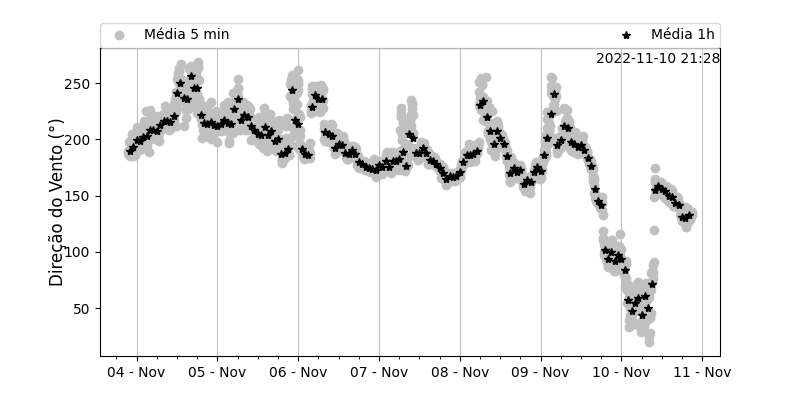 Média 5 min
Média 1h
2022-11-10 21:28
Direção do Vento (°)
250
200
150
100
50
04 - Nov
05 - Nov
06 - Nov
07 - Nov
08 - Nov
09 - Nov
10 - Nov
11 - Nov